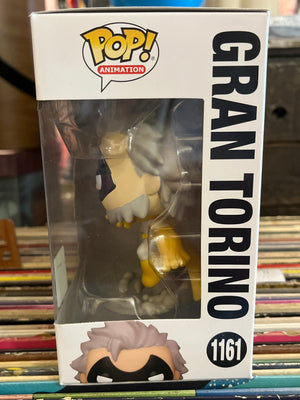 POP!
ANIMATION
GRAN TORINO
1161